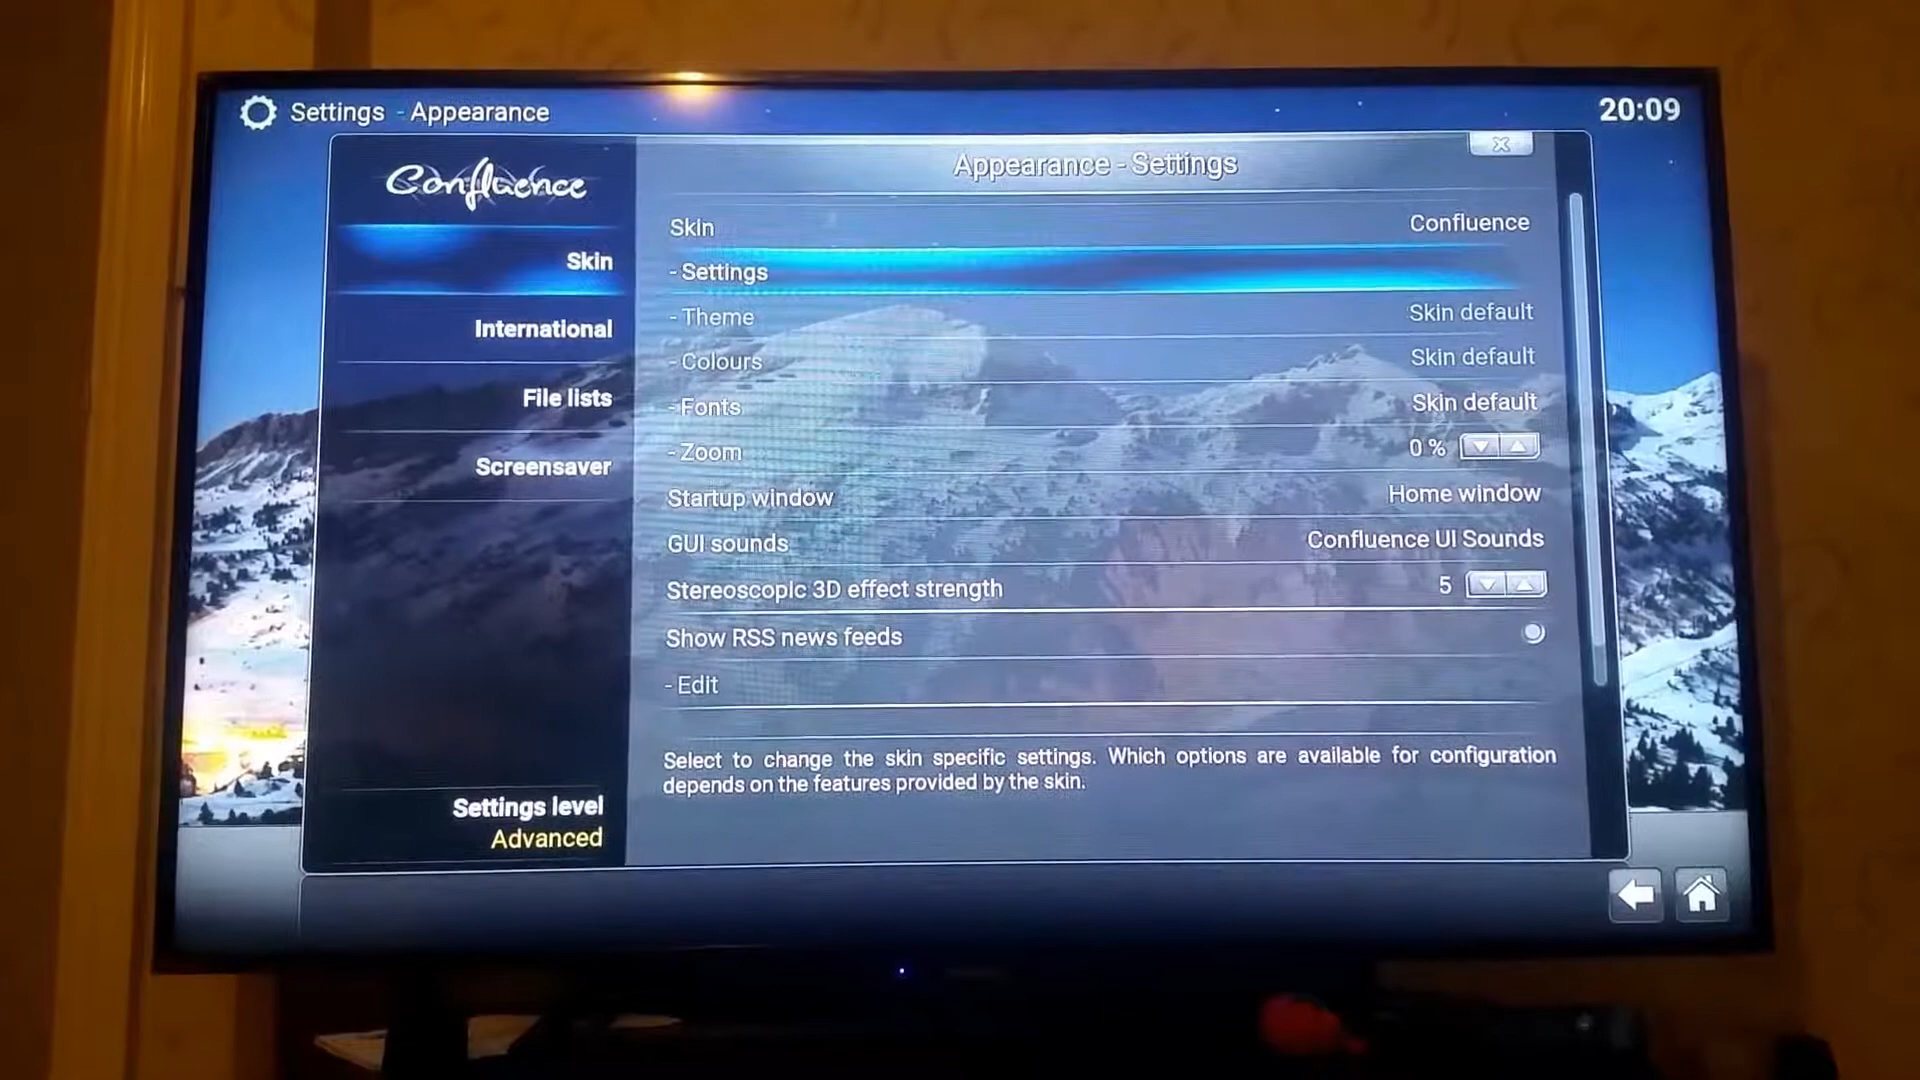 Settings - Appearance
20:09
Confluence
Appearance - Settings
Skin
International
File lists
Screensaver
Settings level
Advanced
Skin Confluence
- Settings
- Theme Skin default
- Colours Skin default
- Fonts Skin default
- Zoom 0 %
Startup window Home window
GUI sounds Confluence UI Sounds
Stereoscopic 3D effect strength 5
Show RSS news feeds
- Edit
Select to change the skin specific settings. Which options are available for configuration
depends on the features provided by the skin.